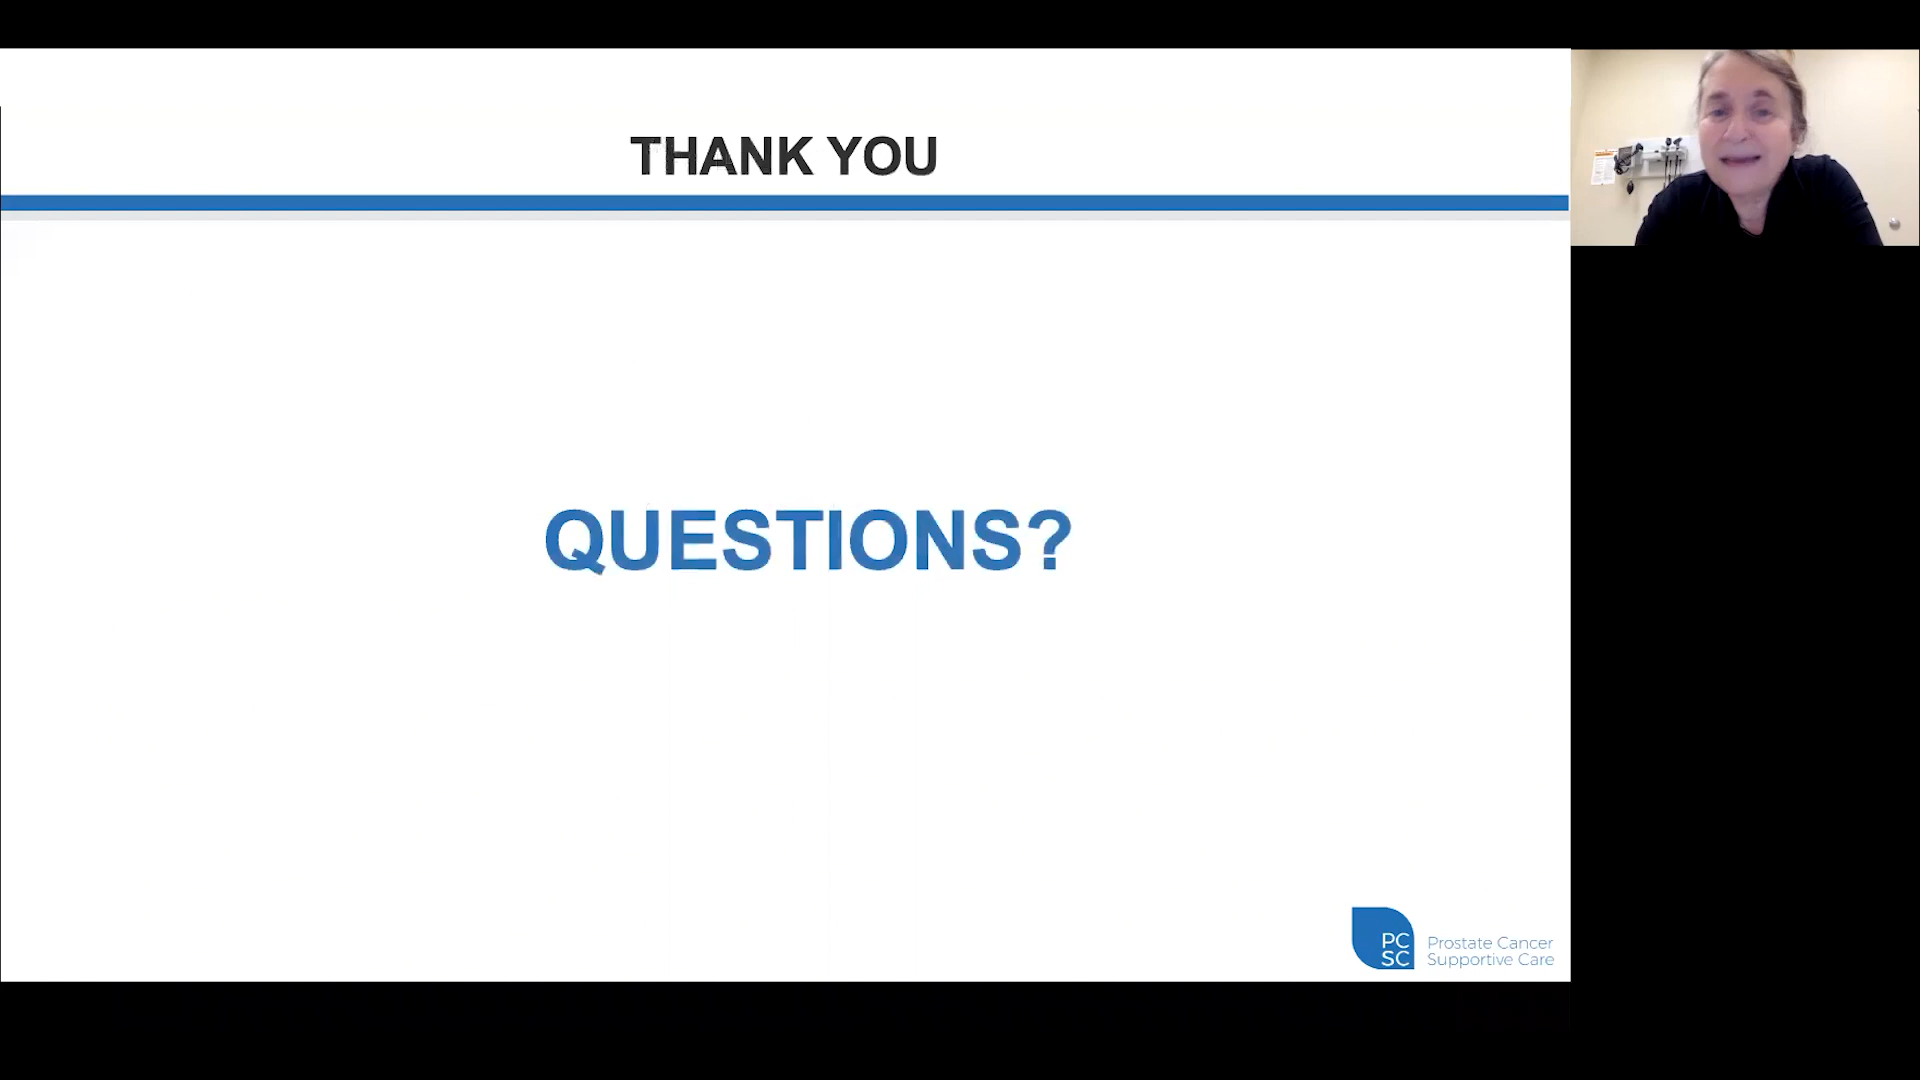 THANK YOU
QUESTIONS?
PC
SC
Prostate Cancer
Supportive Care